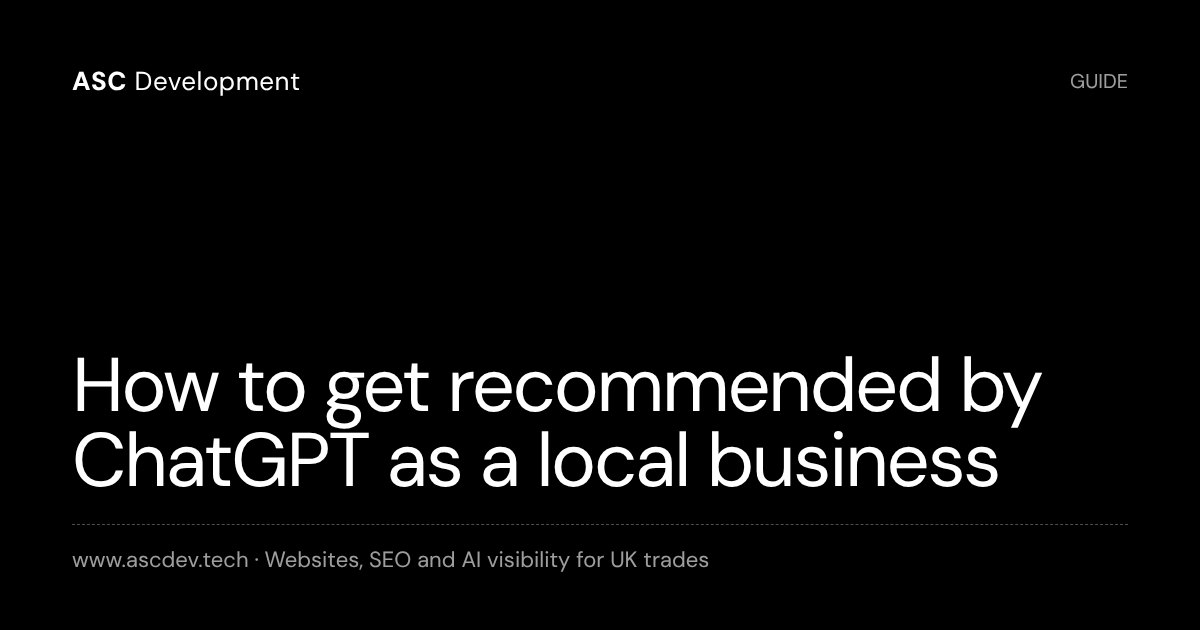 ASC Development
GUIDE
How to get recommended by
ChatGPT as a local business
www.ascdev.tech · Websites, SEO and AI visibility for UK trades